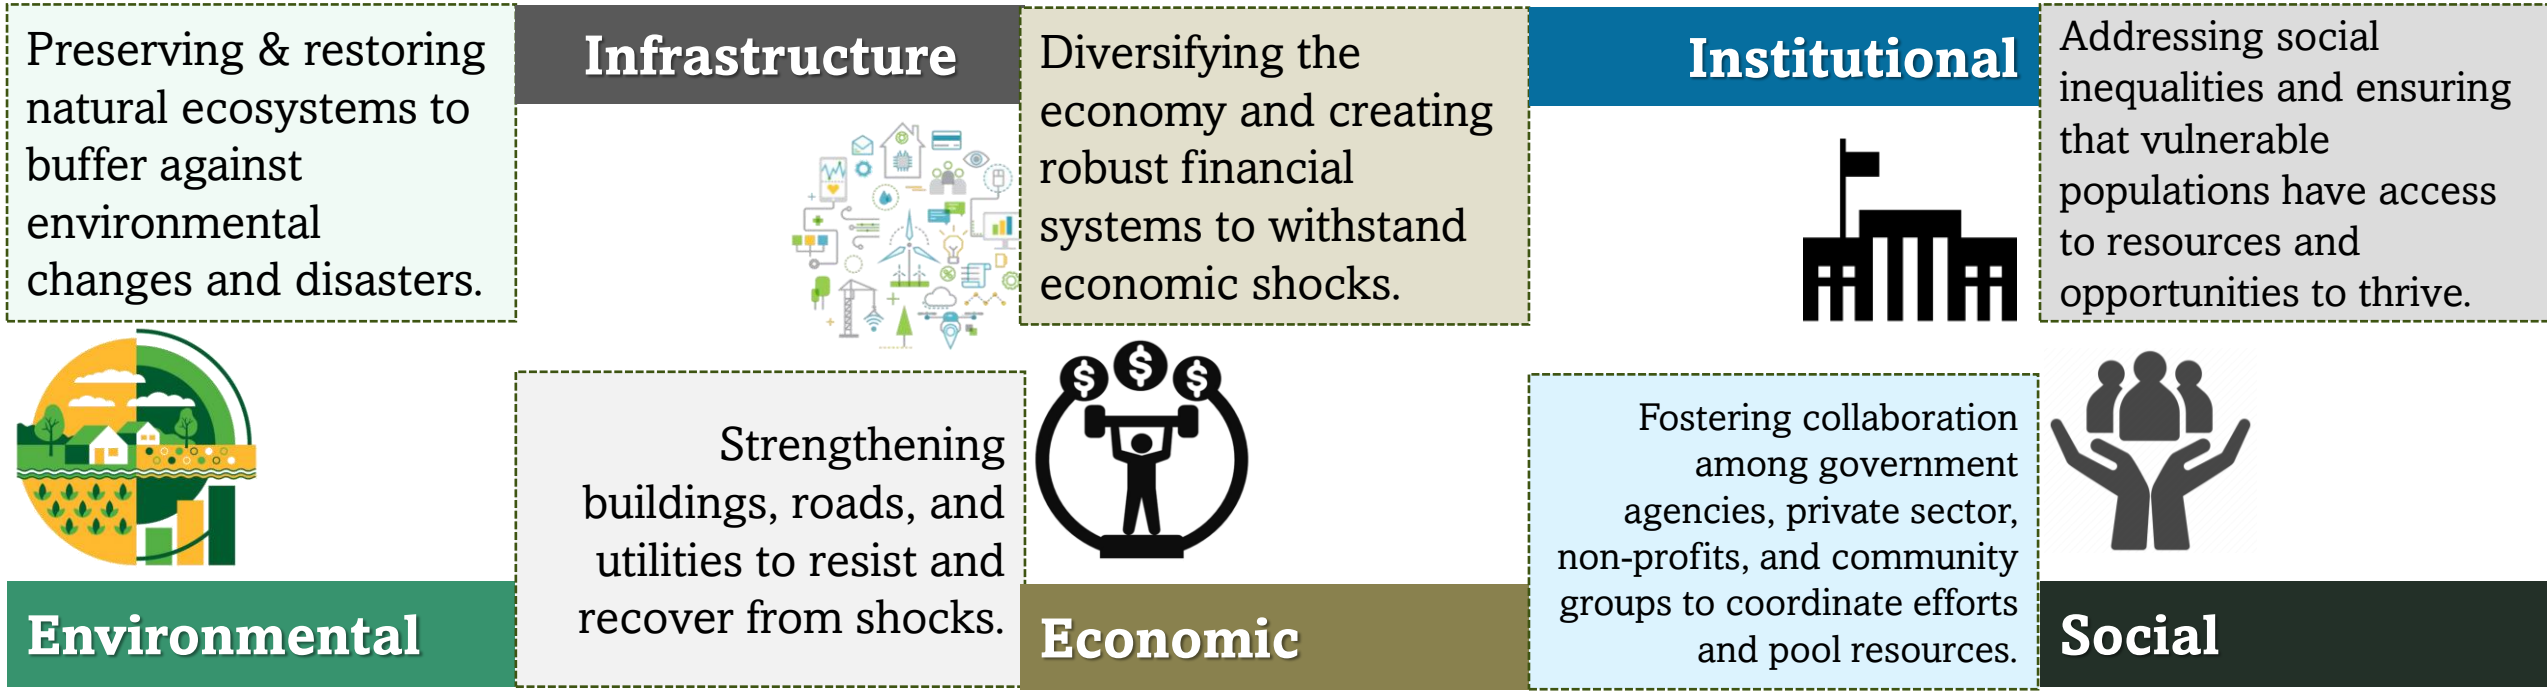 Preserving & restoring
natural ecosystems to
buffer against
environmental
changes and disasters.
Environmental
Infrastructure
Strengthening
buildings, roads, and
utilities to resist and
recover from shocks.
Diversifying the
economy and creating
robust financial
systems to withstand
economic shocks.
$ $ $
Economic
Institutional
Fostering collaboration
among government
agencies, private sector,
non-profits, and community
groups to coordinate efforts
and pool resources.
Addressing social
inequalities and ensuring
that vulnerable
populations have access
to resources and
opportunities to thrive.
Social